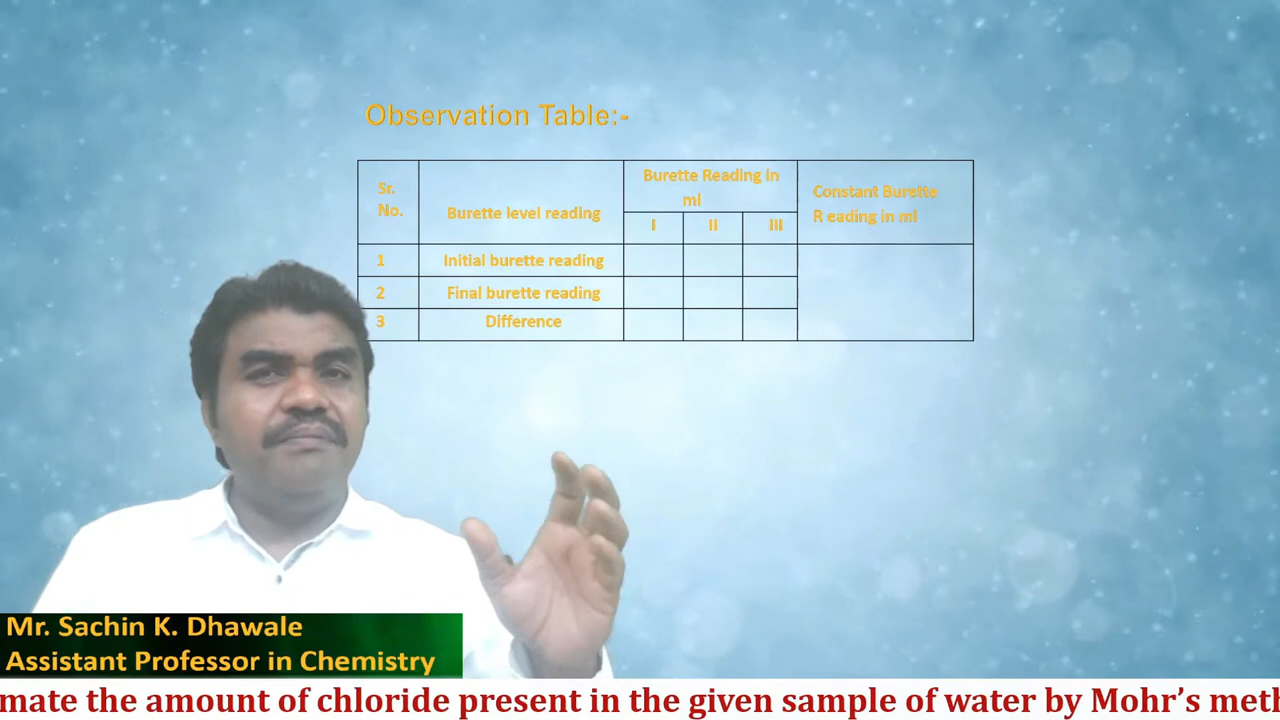 Observation Table:-
Sr.
No.
Burette level reading
Burette Reading in
ml
I II III
Constant Burette
R eading in ml
1 Initial burette reading
2 Final burette reading
3 Difference
Mr. Sachin K. Dhawale
Assistant Professor in Chemistry
mate the amount of chloride present in the given sample of water by Mohr's meth